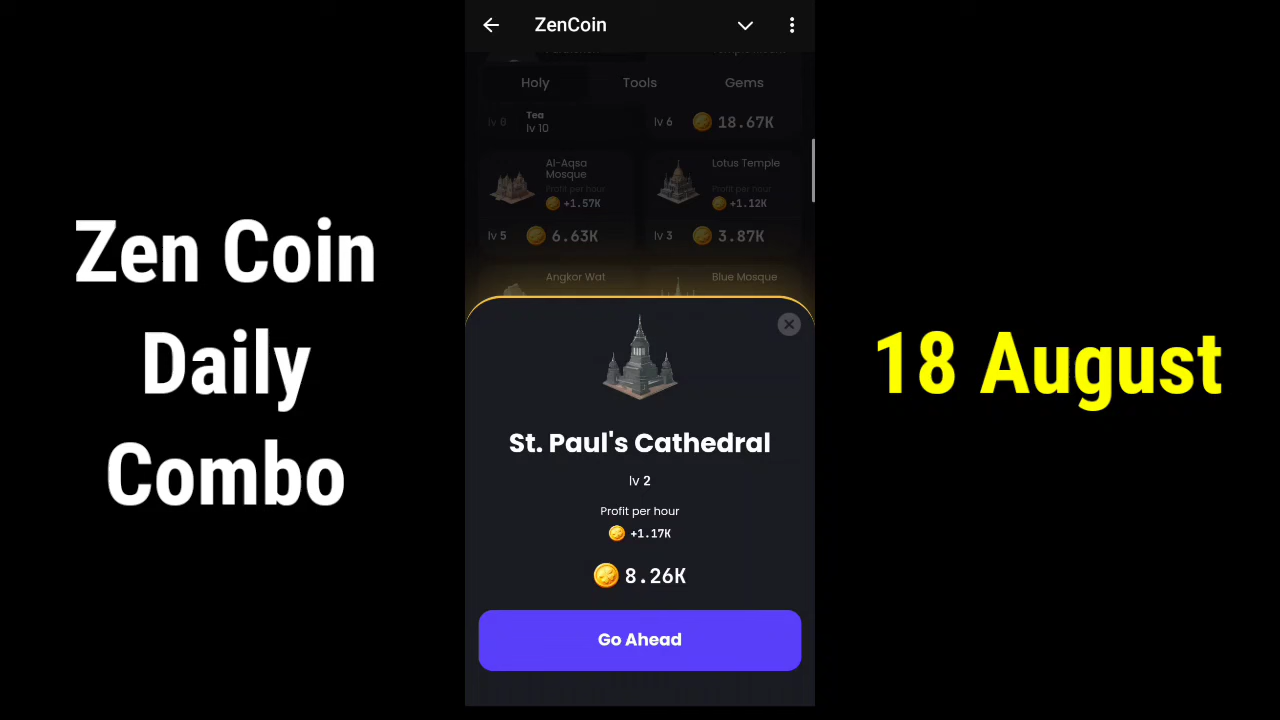 ZenCoin
Holy
Tools
Gems
lv 8
Tea
lv 10
lv 6
18.67K
Al-Aqsa
Mosque
Profit per hour
+1.57K
lv 5
6.63K
Lotus Temple
Profit per hour
+1.12K
lv 3
3.87K
Angkor Wat
Blue Mosque
Zen Coin
Daily
Combo
18 August
St. Paul's Cathedral
lv 2
Profit per hour
+1.17K
8.26K
Go Ahead